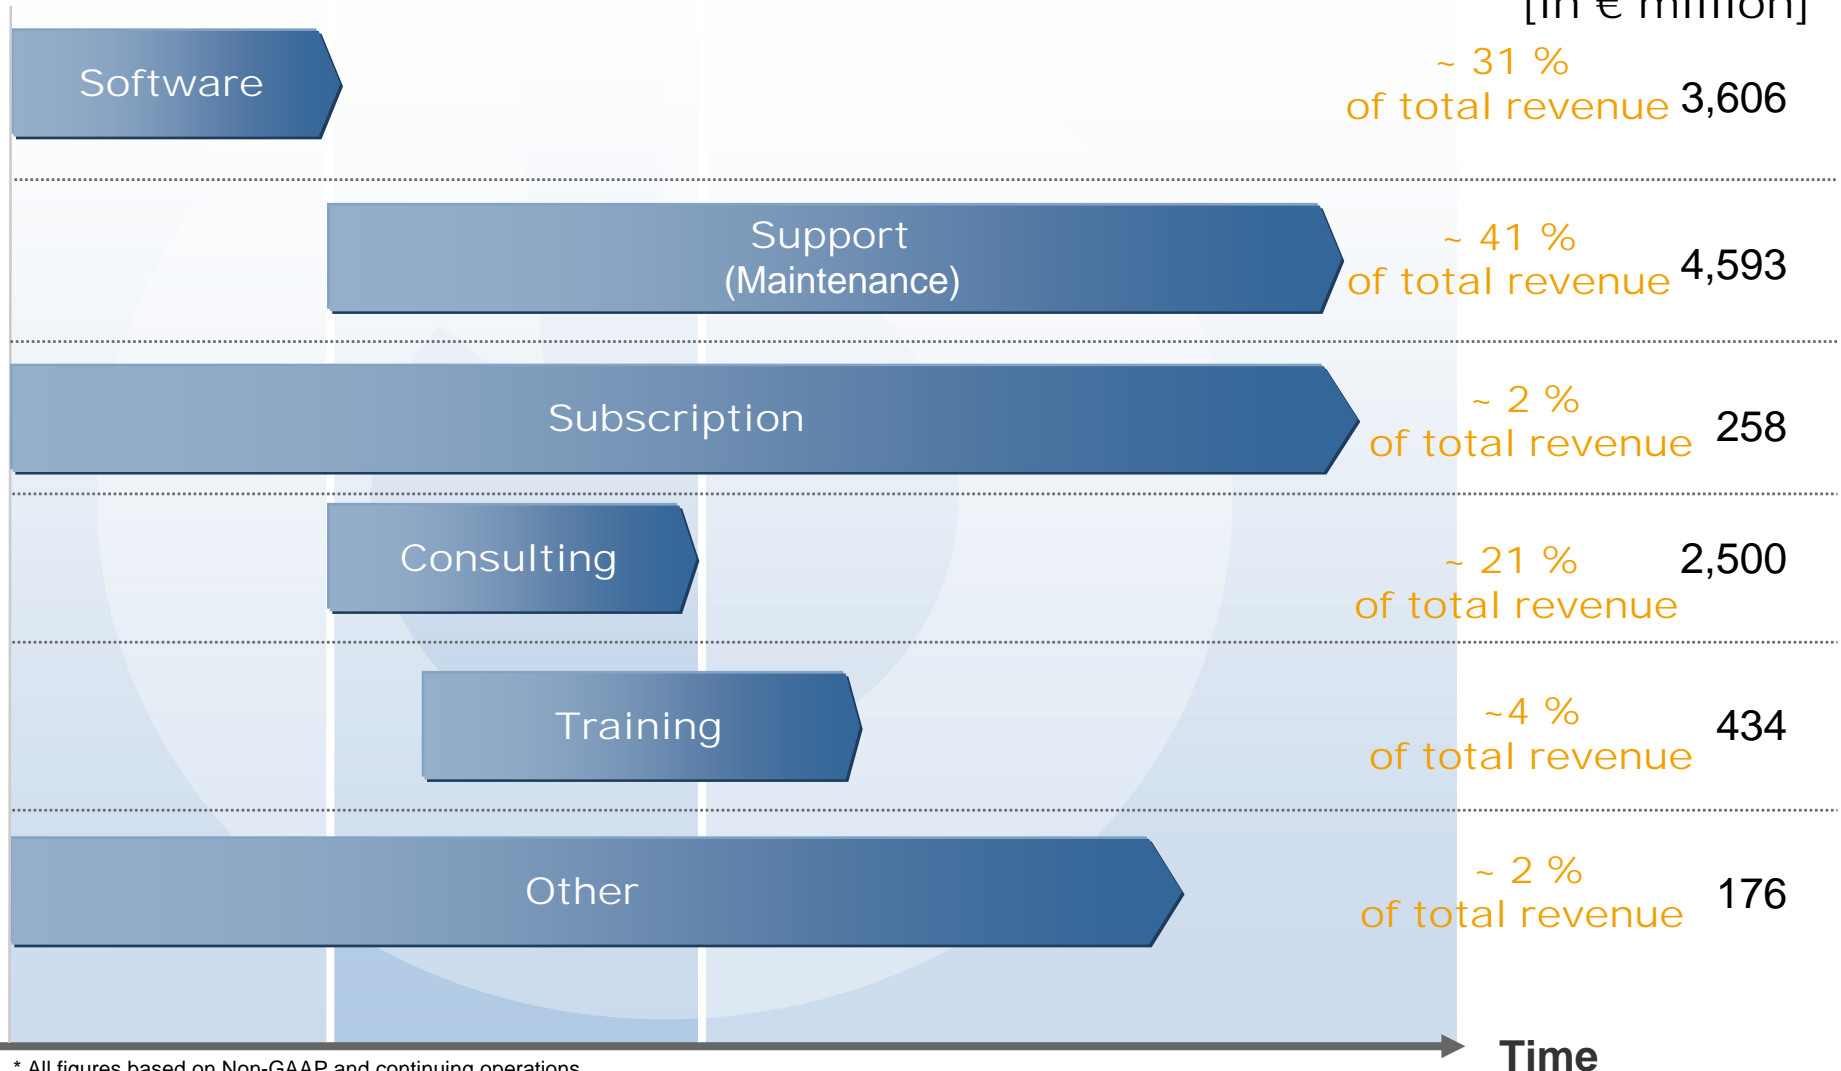 [in € million]
Software
~ 31 %
of total revenue
3,606
Support
(Maintenance)
~ 41 %
of total revenue
4,593
Subscription
~ 2 %
of total revenue
258
Consulting
~ 21 %
of total revenue
2,500
Training
~4 %
of total revenue
434
Other
~ 2 %
of total revenue
176
Time
* All figures based on Non-GAAP and continuing operations